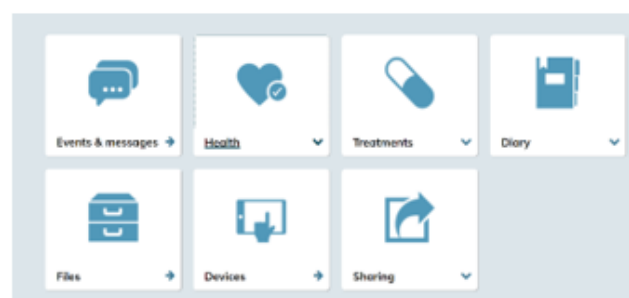 Events & messages
Health
Treatments
Diary
Files
Devices
Sharing